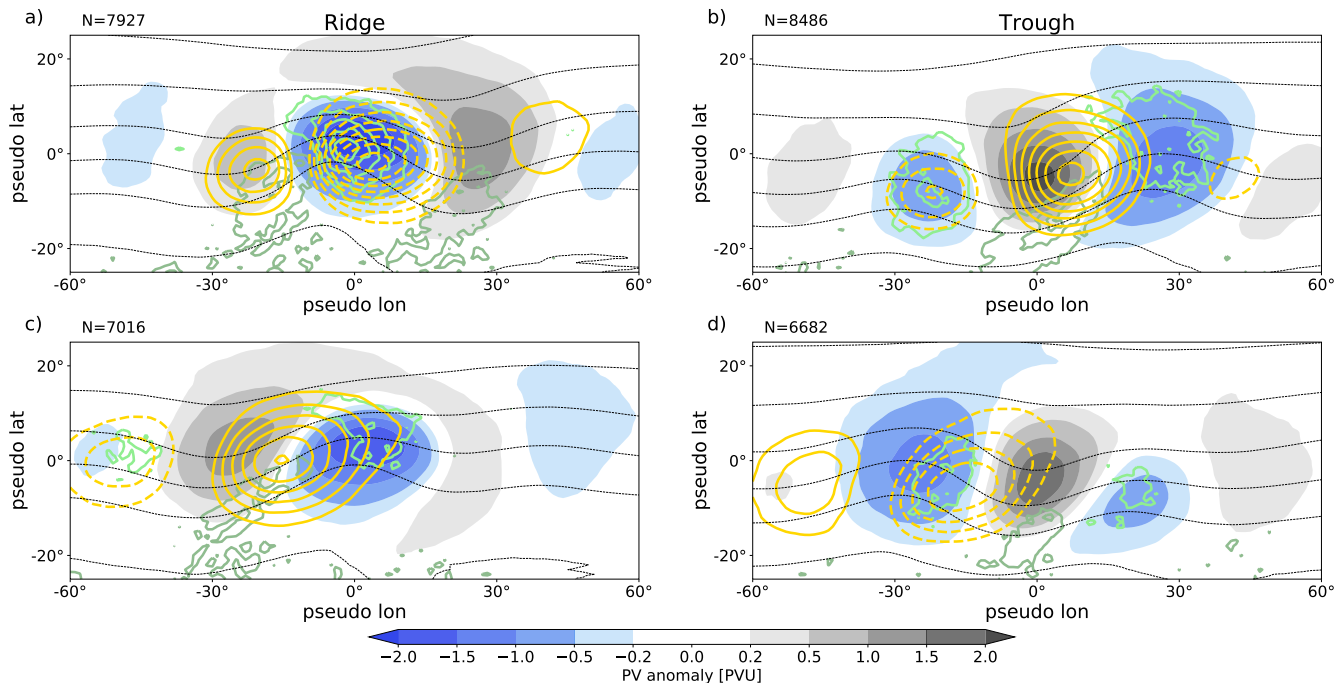 a) N=7927 Ridge
b) N=8486 Trough
20°
0°
-20°
pseudo lat
-60° -30° 0° 30° 60°
pseudo lon
20°
0°
-20°
pseudo lat
-60° -30° 0° 30° 60°
pseudo lon
c) N=7016
d) N=6682
20°
0°
-20°
pseudo lat
-60° -30° 0° 30° 60°
pseudo lon
20°
0°
-20°
pseudo lat
-60° -30° 0° 30° 60°
pseudo lon
−2.0 −1.5 −1.0 −0.5 −0.2 0.0 0.2 0.5 1.0 1.5 2.0
PV anomaly [PVU]